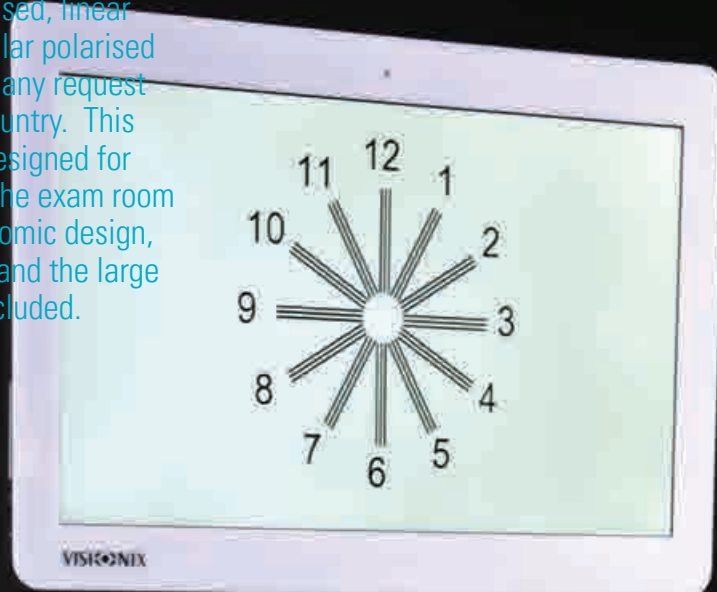 sed, linear
lar polarised
any request
untry. This
esigned for
he exam room
omic design,
and the large
cluded.
12
11
1
10
2
9
3
8
4
7
5
6
VISIONIX